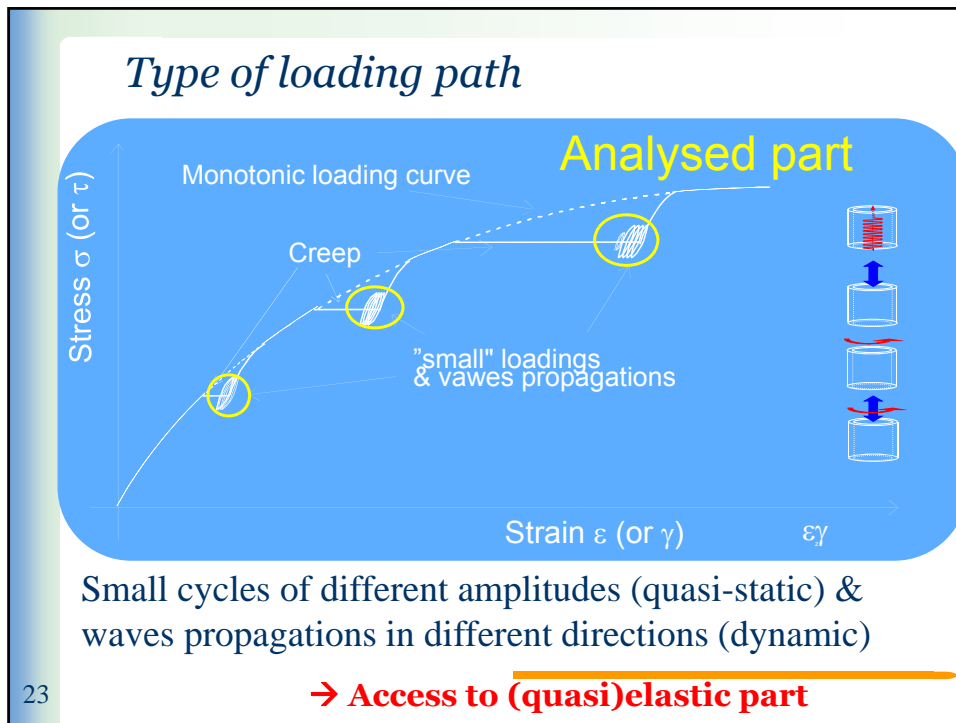 Type of loading path
Analysed part
Monotonic loading curve
Creep
Stress σ (or τ)
"small" loadings
& vawes propagations
Strain ε (or γ)
Small cycles of different amplitudes (quasi-static) &
waves propagations in different directions (dynamic)
23
→ Access to (quasi)elastic part